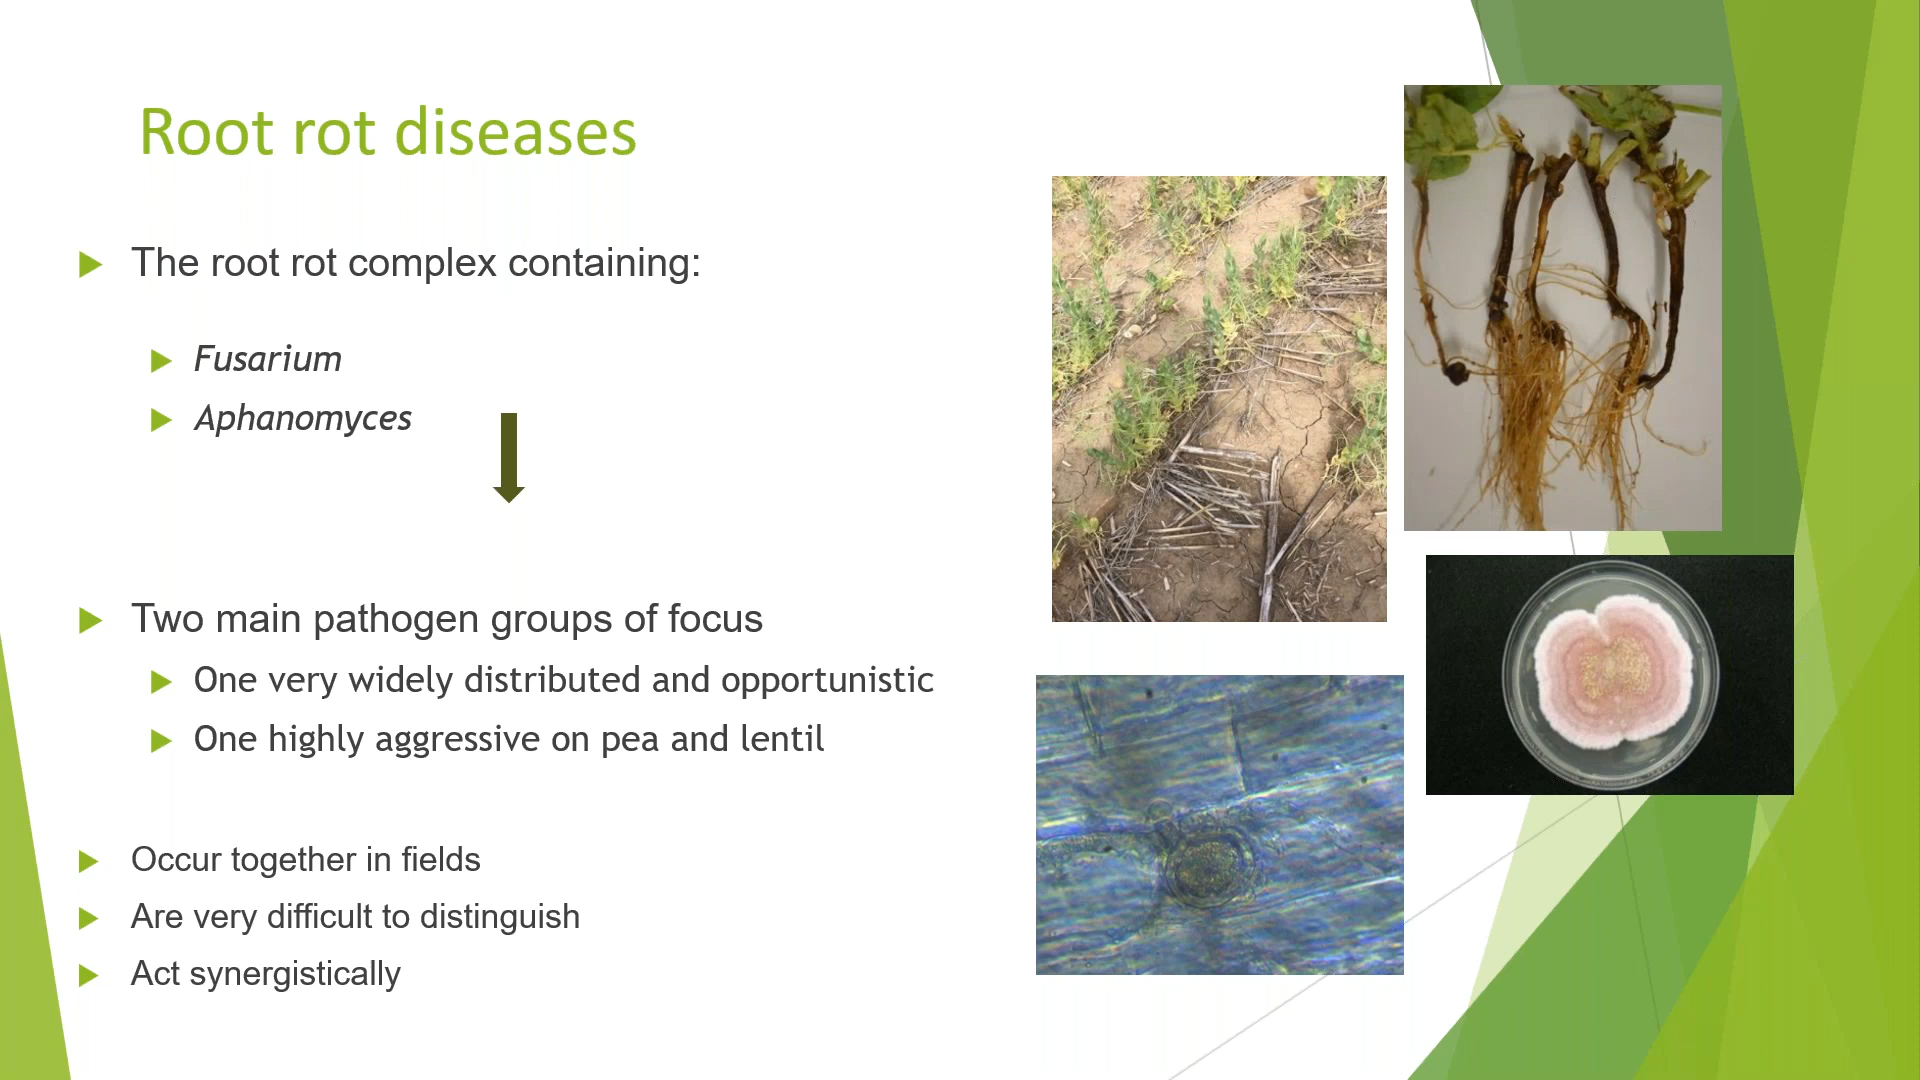 Root rot diseases
The root rot complex containing:
Fusarium
Aphanomyces
Two main pathogen groups of focus
One very widely distributed and opportunistic
One highly aggressive on pea and lentil
Occur together in fields
Are very difficult to distinguish
Act synergistically